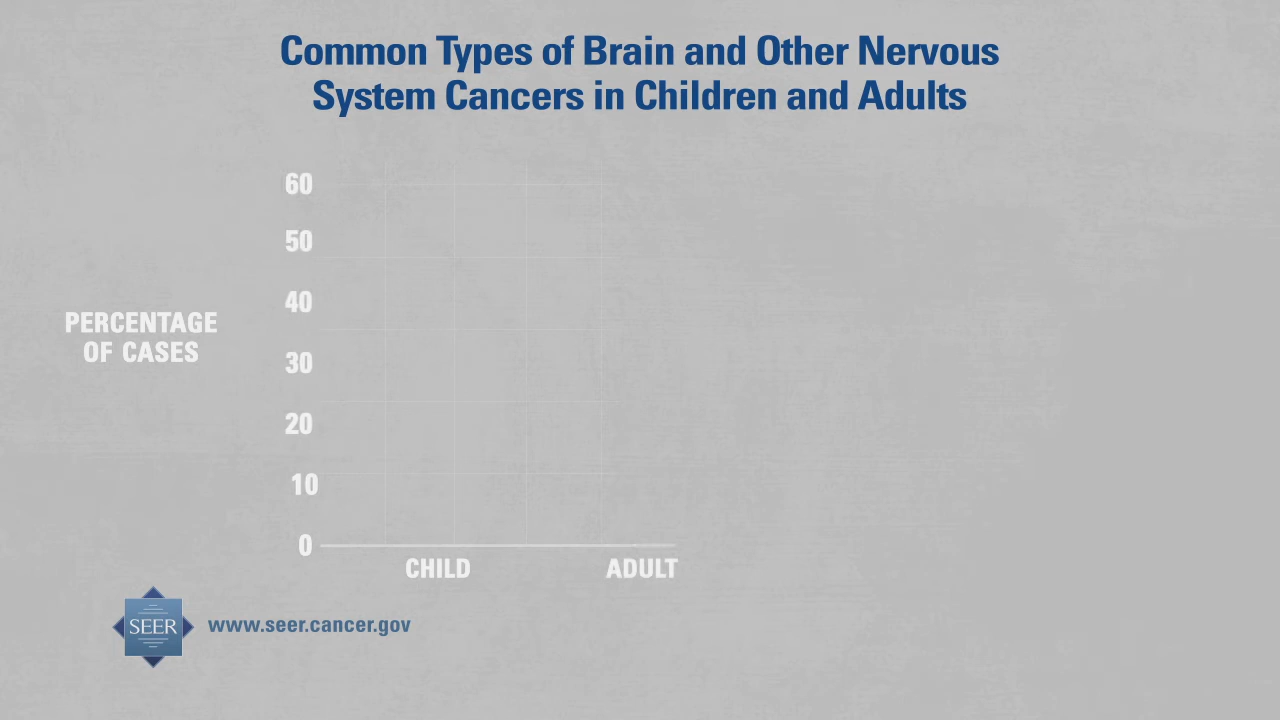 Common Types of Brain and Other Nervous
System Cancers in Children and Adults
60
50
40
PERCENTAGE
OF CASES
30
20
10
0
CHILD ADULT
SEER www.seer.cancer.gov